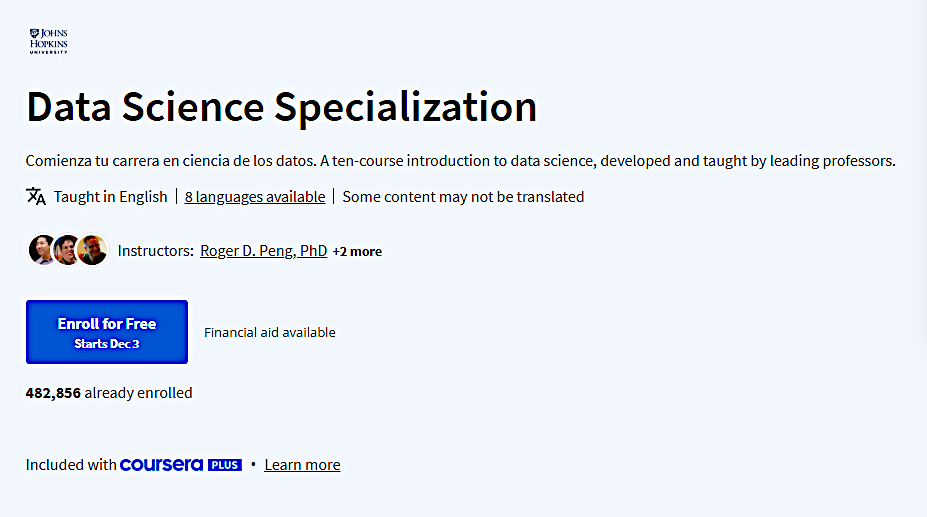 JOHNS
HOPKINS
UNIVERSITY
Data Science Specialization
Comienza tu carrera en ciencia de los datos. A ten-course introduction to data science, developed and taught by leading professors.
Taught in English | 8 languages available | Some content may not be translated
Instructors: Roger D. Peng, PhD +2 more
Enroll for Free
Starts Dec 3
Financial aid available
482,856 already enrolled
Included with coursera PLUS • Learn more